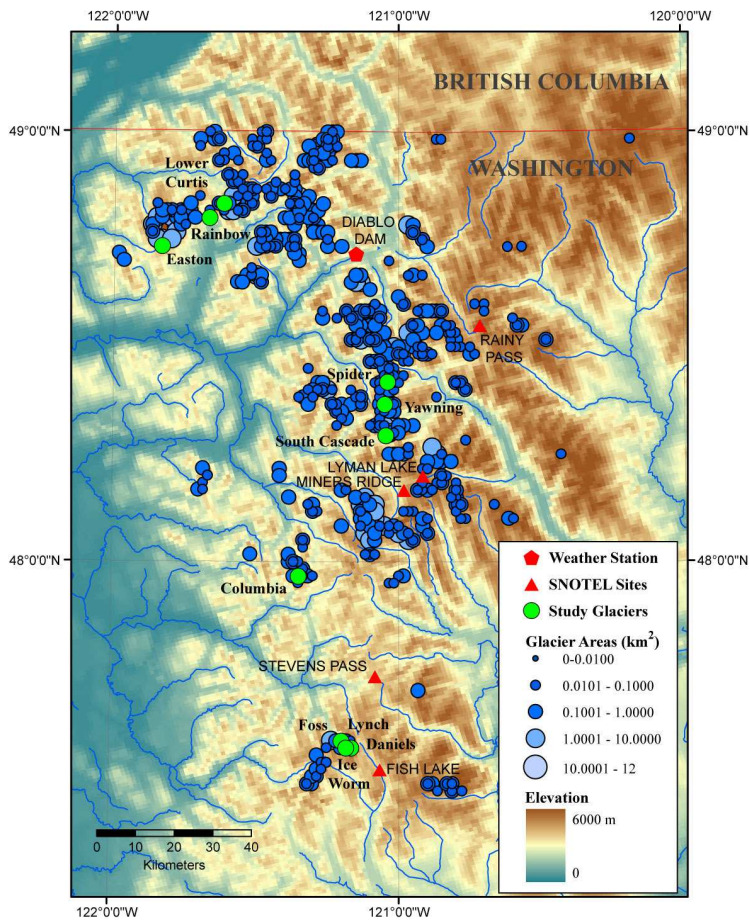 122°0'0"W
121°0'0"W
120°0'0"W
BRITISH COLUMBIA
49°0'0"N
49°0'0"N
WASHINGTON
Lower
Curtis
Rainbow
Easton
DIABLO
DAM
RAINY
PASS
Spider
Yawning
South Cascade
LYMAN LAKE
MINERS RIDGE
48°0'0"N
48°0'0"N
Columbia
STEVENS PASS
Foss
Lynch
Daniels
Ice
Worm
FISH LAKE
Weather Station
SNOTEL Sites
Study Glaciers
Glacier Areas (km²)
0-0.0100
0.0101 - 0.1000
0.1001 - 1.0000
1.0001 - 10.0000
10.0001 - 12
Elevation
6000 m
0
0 10 20 30 40
Kilometers
122°0'0"W
121°0'0"W